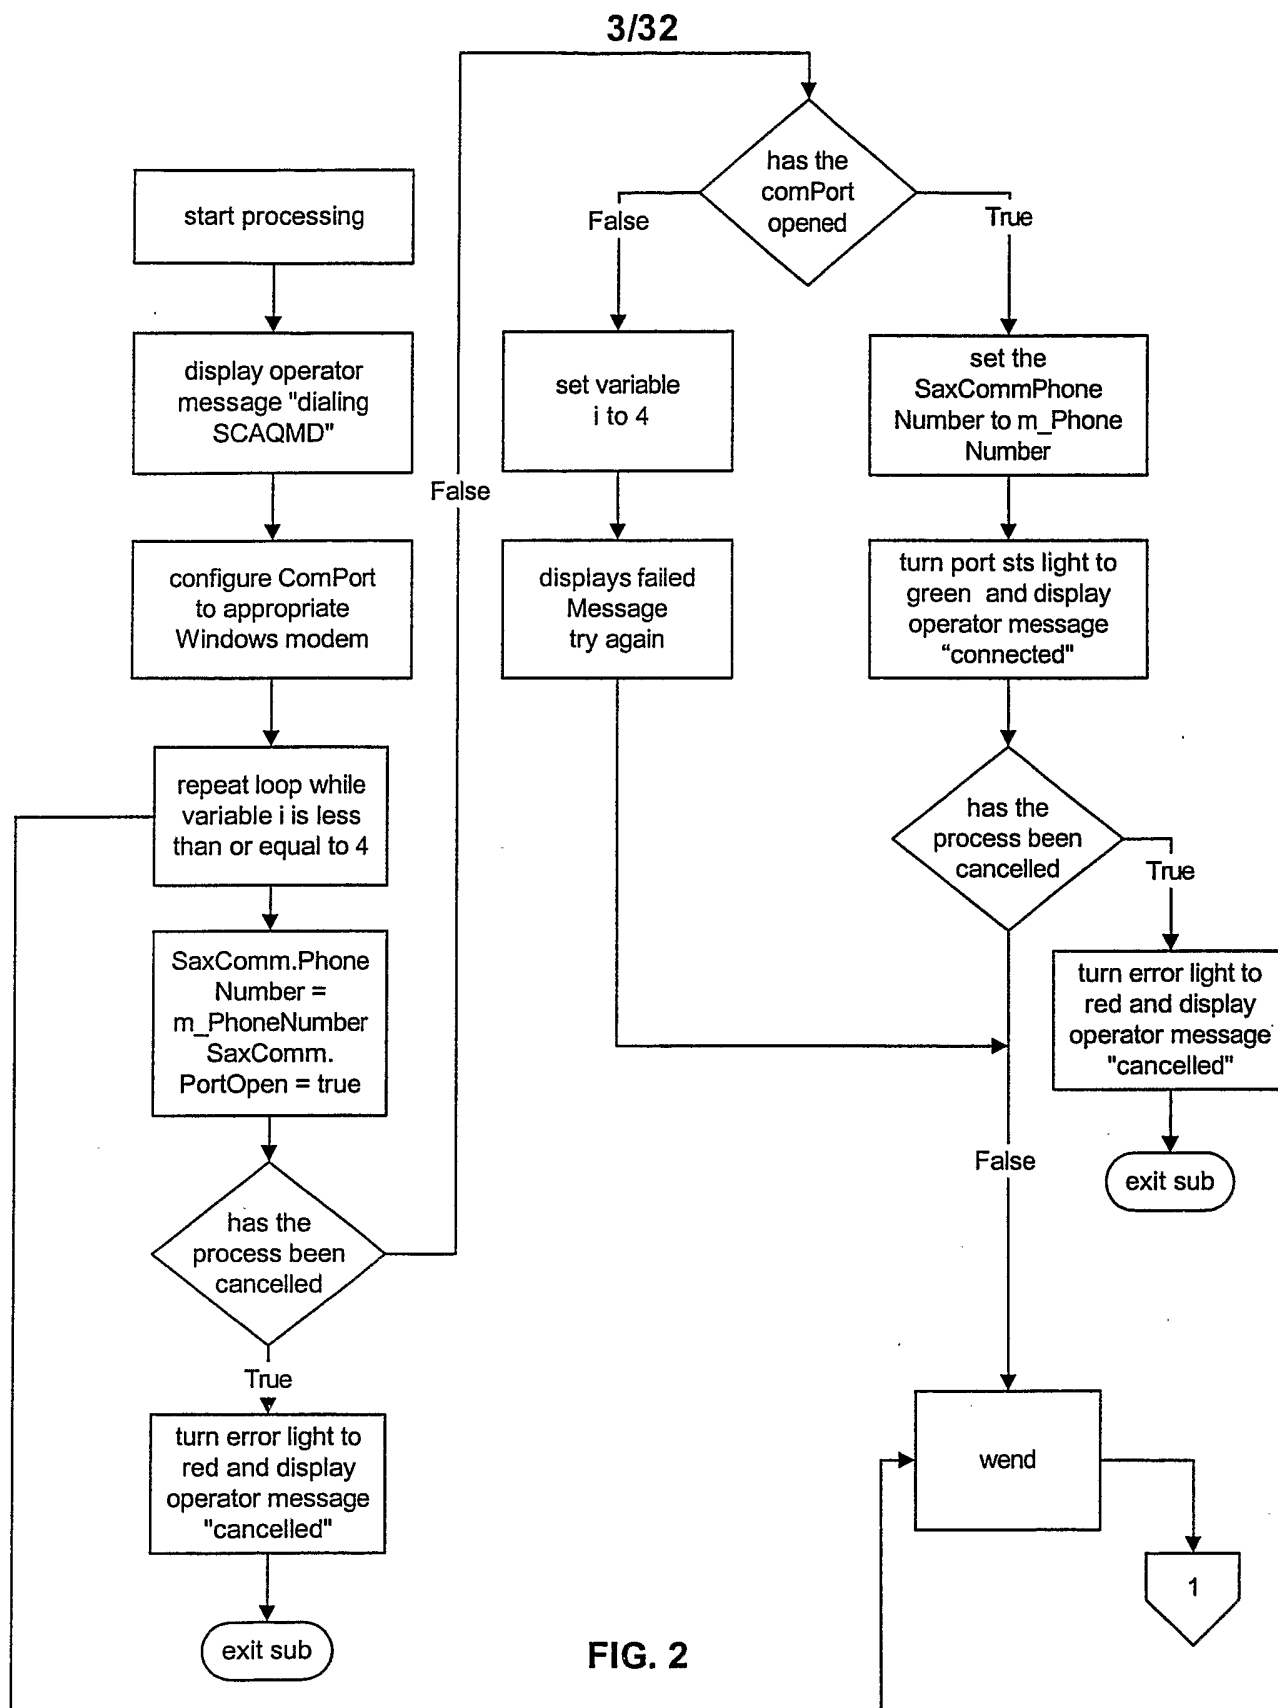 3/32
start processing
display operator
message "dialing
SCAQMD"
configure ComPort
to appropriate
Windows modem
repeat loop while
variable i is less
than or equal to 4
SaxComm.Phone
Number =
m_PhoneNumber
SaxComm.
PortOpen = true
has the
process been
cancelled
False
True
turn error light to
red and display
operator message
"cancelled"
exit sub
has the
comPort
opened
False
True
set variable
i to 4
displays failed
Message
try again
set the
SaxCommPhone
Number to m_Phone
Number
turn port sts light to
green and display
operator message
“connected"
has the
process been
cancelled
True
turn error light to
red and display
operator message
"cancelled"
exit sub
False
wend
1
FIG. 2